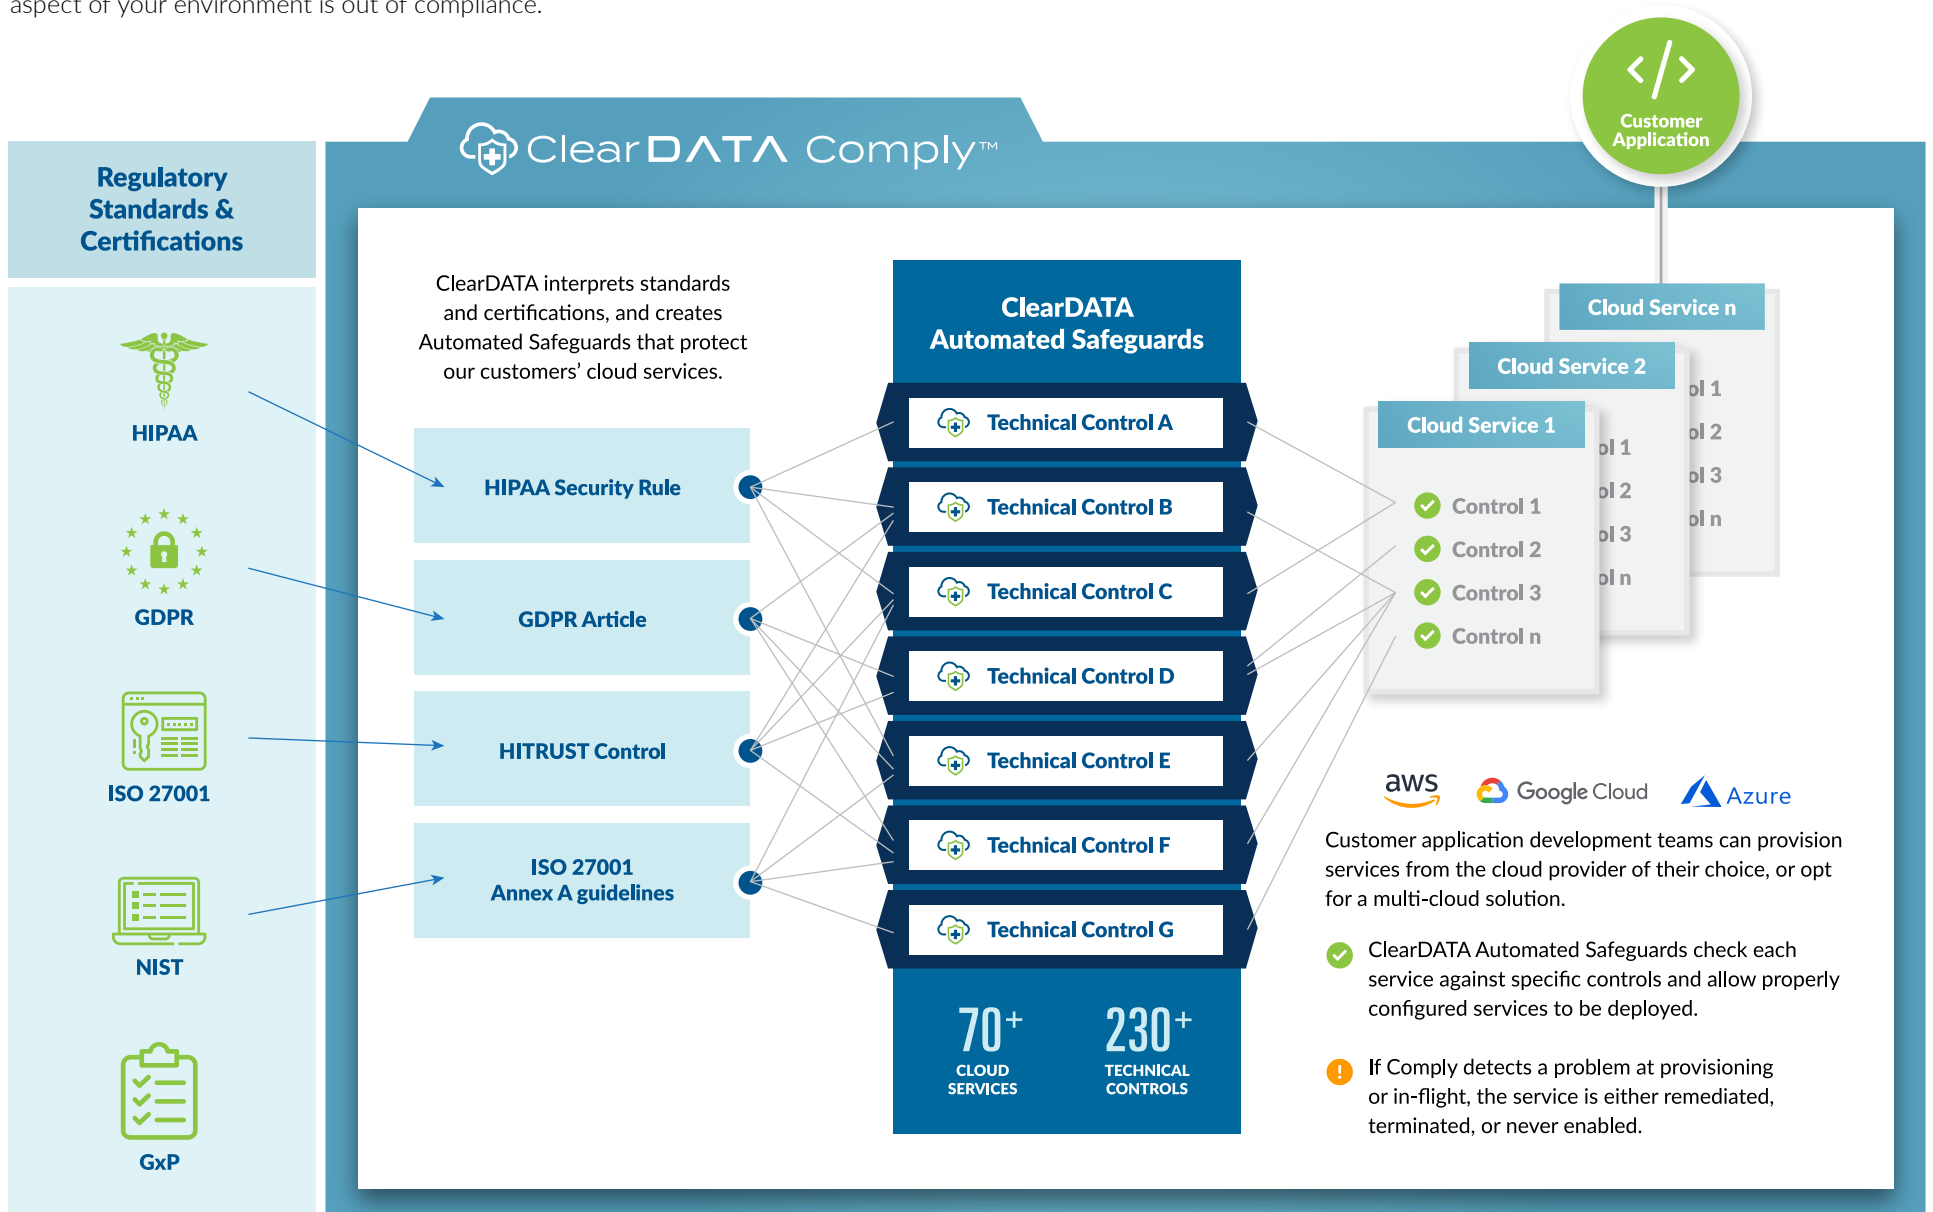 aspect of your environment is out of compliance.
ClearDATA Comply™
</>
Customer
Application
Regulatory
Standards &
Certifications
HIPAA
GDPR
ISO 27001
NIST
GxP
ClearDATA interprets standards
and certifications, and creates
Automated Safeguards that protect
our customers’ cloud services.
HIPAA Security Rule
GDPR Article
HITRUST Control
ISO 27001
Annex A guidelines
ClearDATA
Automated Safeguards
Technical Control A
Technical Control B
Technical Control C
Technical Control D
Technical Control E
Technical Control F
Technical Control G
70+
CLOUD
SERVICES
230+
TECHNICAL
CONTROLS
Cloud Service n
ol 1
ol 2
ol 3
ol n
Cloud Service 2
ol 1
ol 2
ol 3
ol n
Cloud Service 1
Control 1
Control 2
Control 3
Control n
aws
Google Cloud
Azure
Customer application development teams can provision
services from the cloud provider of their choice, or opt
for a multi-cloud solution.
ClearDATA Automated Safeguards check each
service against specific controls and allow properly
configured services to be deployed.
If Comply detects a problem at provisioning
or in-flight, the service is either remediated,
terminated, or never enabled.